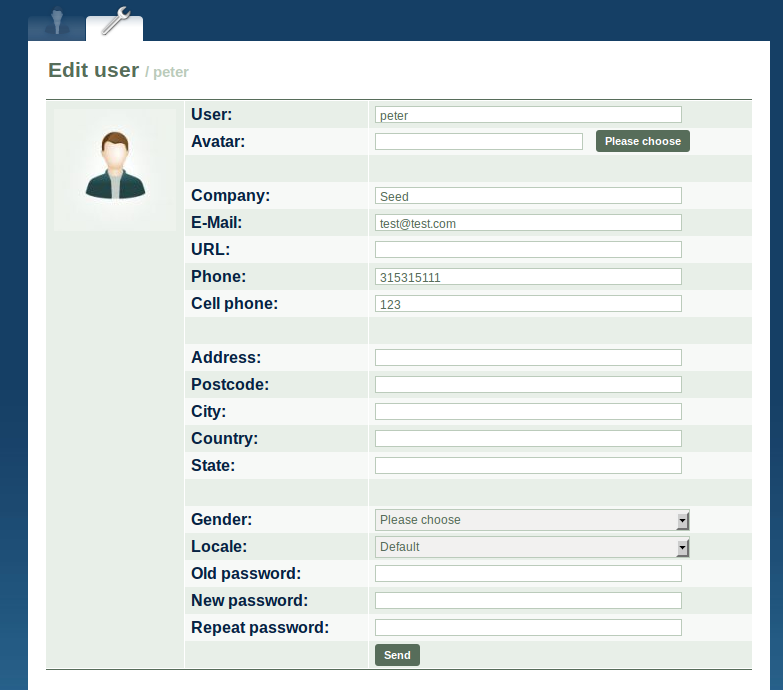 Edit user / peter
User: peter
Avatar: Please choose
Company: Seed
E-Mail: test@test.com
URL:
Phone: 315315111
Cell phone: 123
Address:
Postcode:
City:
Country:
State:
Gender: Please choose
Locale: Default
Old password:
New password:
Repeat password:
Send